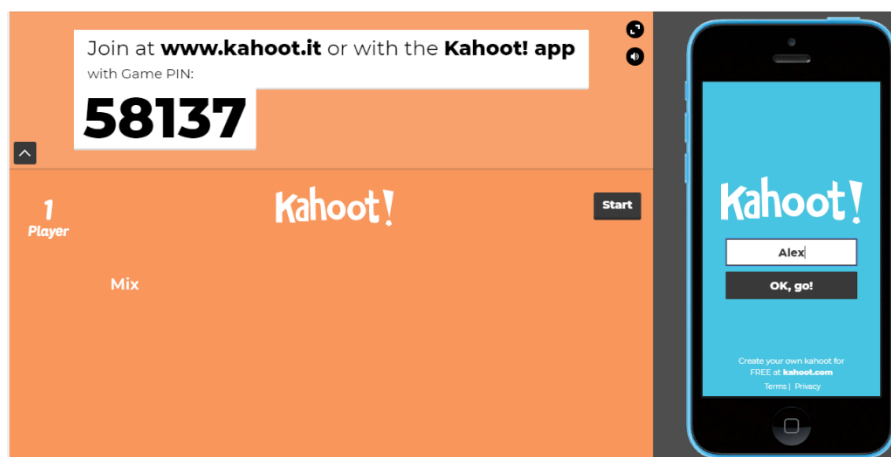 Join at www.kahoot.it or with the Kahoot! app
with Game PIN:
58137
1
Player
Kahoot!
Start
Mix
Kahoot!
Alex
OK, go!
Create your own kahoot for
FREE at kahoot.com
Terms | Privacy